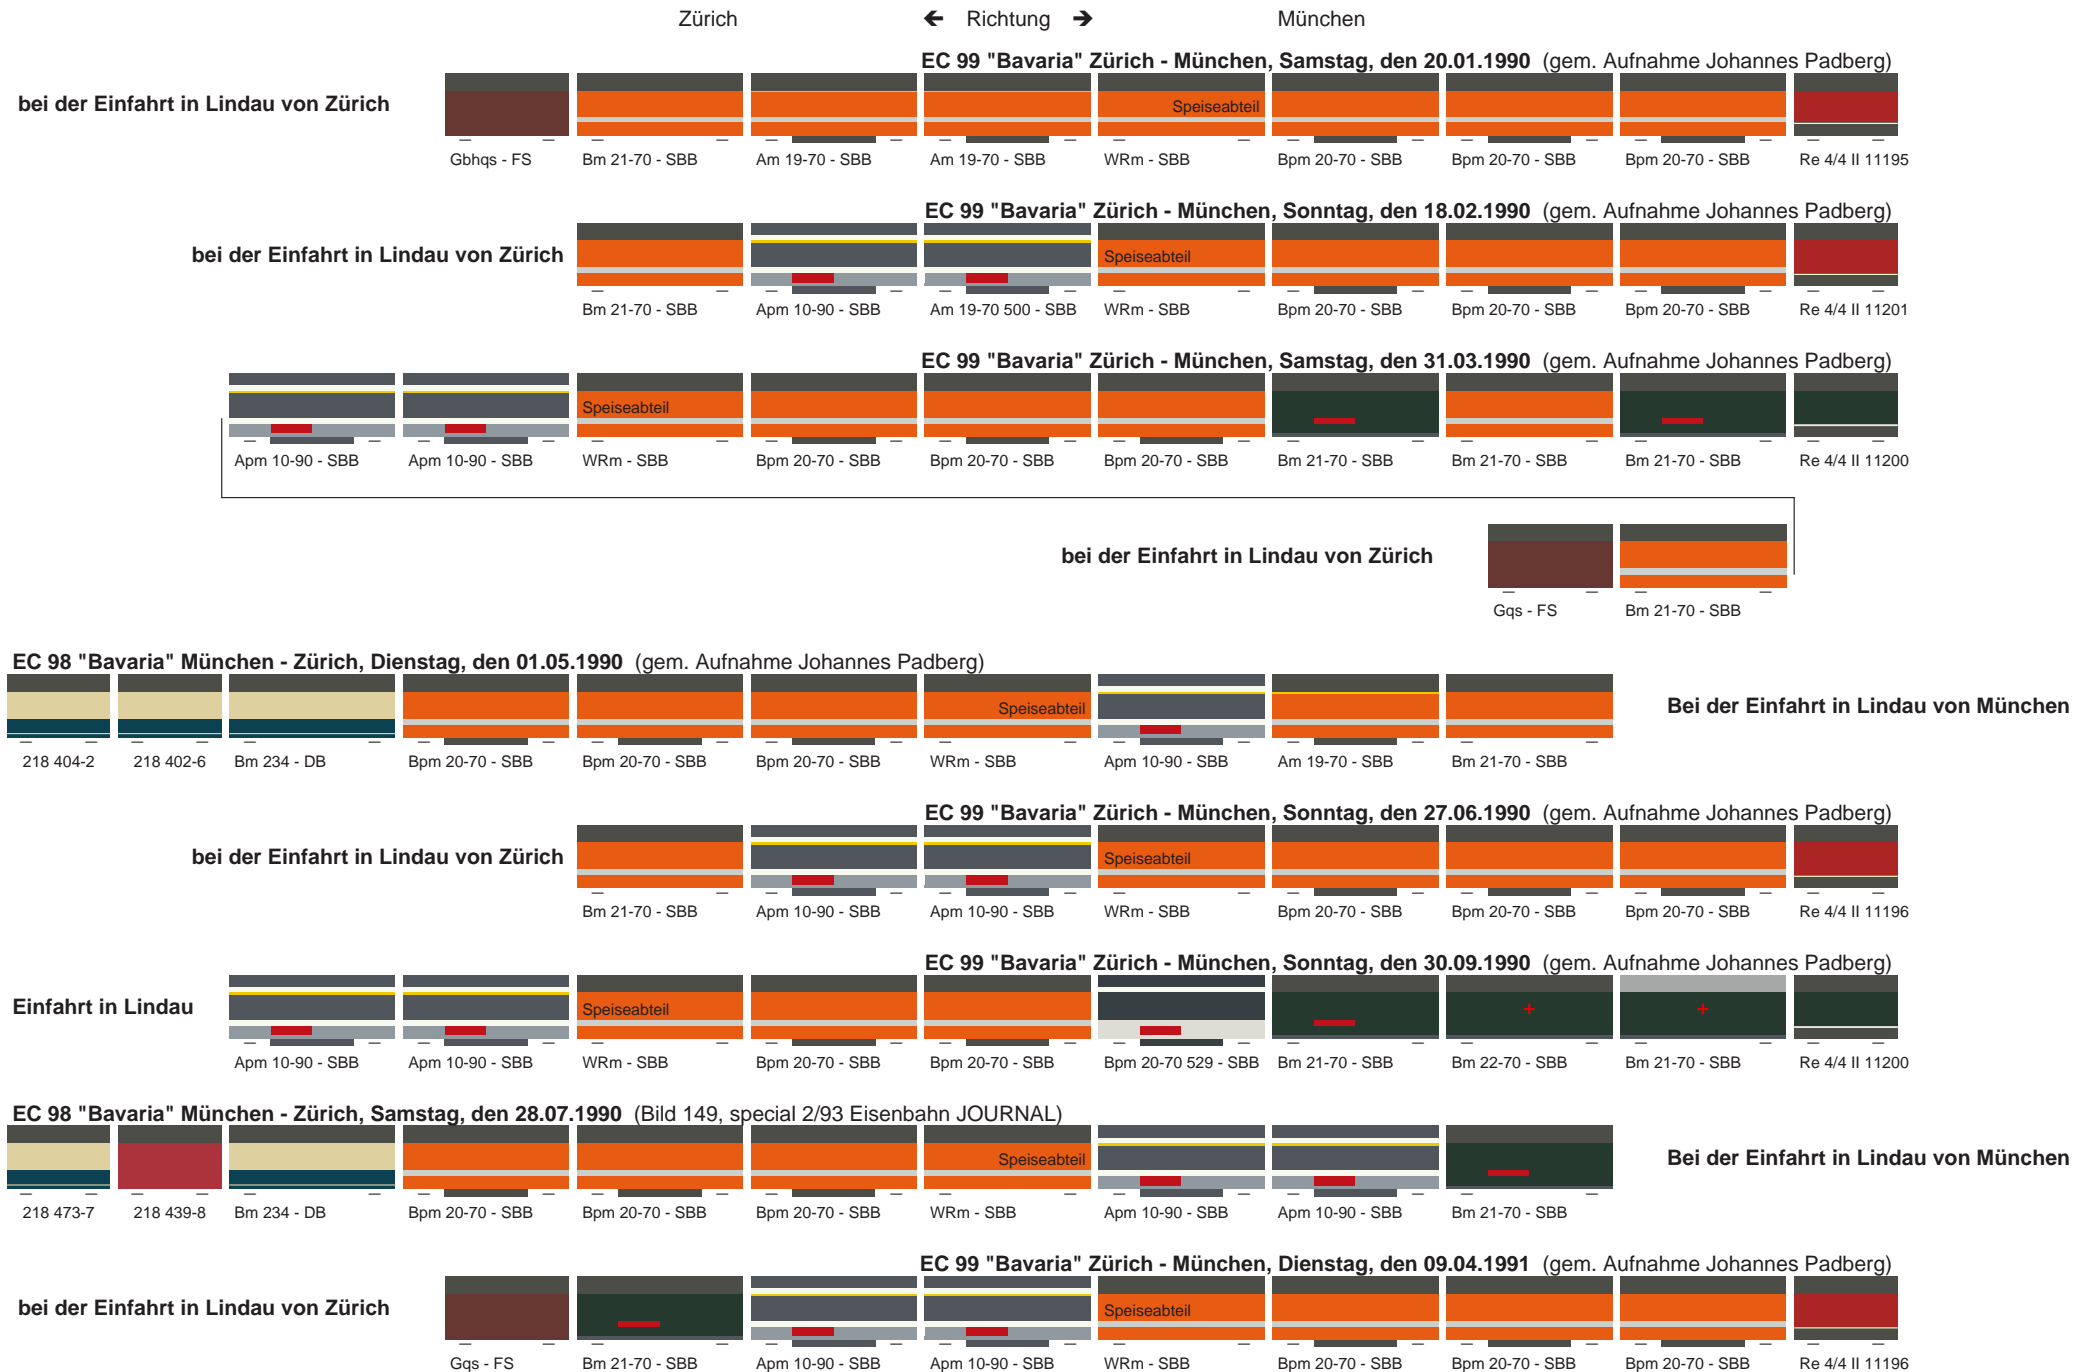 Zürich 🡨 Richtung 🡪 München
EC 99 "Bavaria" Zürich - München, Samstag, den 20.01.1990 (gem. Aufnahme Johannes Padberg)
bei der Einfahrt in Lindau von Zürich
Speiseabteil
Gbhqs - FS Bm 21-70 - SBB Am 19-70 - SBB Am 19-70 - SBB WRm - SBB Bpm 20-70 - SBB Bpm 20-70 - SBB Bpm 20-70 - SBB Re 4/4 II 11195
EC 99 "Bavaria" Zürich - München, Sonntag, den 18.02.1990 (gem. Aufnahme Johannes Padberg)
bei der Einfahrt in Lindau von Zürich
Speiseabteil
Bm 21-70 - SBB Apm 10-90 - SBB Am 19-70 500 - SBB WRm - SBB Bpm 20-70 - SBB Bpm 20-70 - SBB Bpm 20-70 - SBB Re 4/4 II 11201
EC 99 "Bavaria" Zürich - München, Samstag, den 31.03.1990 (gem. Aufnahme Johannes Padberg)
Speiseabteil
Apm 10-90 - SBB Apm 10-90 - SBB WRm - SBB Bpm 20-70 - SBB Bpm 20-70 - SBB Bpm 20-70 - SBB Bm 21-70 - SBB Bm 21-70 - SBB Bm 21-70 - SBB Re 4/4 II 11200
bei der Einfahrt in Lindau von Zürich
Gqs - FS Bm 21-70 - SBB
EC 98 "Bavaria" München - Zürich, Dienstag, den 01.05.1990 (gem. Aufnahme Johannes Padberg)
Speiseabteil
Bei der Einfahrt in Lindau von München
218 404-2 218 402-6 Bm 234 - DB Bpm 20-70 - SBB Bpm 20-70 - SBB Bpm 20-70 - SBB WRm - SBB Apm 10-90 - SBB Am 19-70 - SBB Bm 21-70 - SBB
EC 99 "Bavaria" Zürich - München, Sonntag, den 27.06.1990 (gem. Aufnahme Johannes Padberg)
bei der Einfahrt in Lindau von Zürich
Speiseabteil
Bm 21-70 - SBB Apm 10-90 - SBB Apm 10-90 - SBB WRm - SBB Bpm 20-70 - SBB Bpm 20-70 - SBB Bpm 20-70 - SBB Re 4/4 II 11196
EC 99 "Bavaria" Zürich - München, Sonntag, den 30.09.1990 (gem. Aufnahme Johannes Padberg)
Einfahrt in Lindau
Speiseabteil
Apm 10-90 - SBB Apm 10-90 - SBB WRm - SBB Bpm 20-70 - SBB Bpm 20-70 - SBB Bpm 20-70 529 - SBB Bm 21-70 - SBB Bm 22-70 - SBB Bm 21-70 - SBB Re 4/4 II 11200
EC 98 "Bavaria" München - Zürich, Samstag, den 28.07.1990 (Bild 149, special 2/93 Eisenbahn JOURNAL)
Speiseabteil
Bei der Einfahrt in Lindau von München
218 473-7 218 439-8 Bm 234 - DB Bpm 20-70 - SBB Bpm 20-70 - SBB Bpm 20-70 - SBB WRm - SBB Apm 10-90 - SBB Apm 10-90 - SBB Bm 21-70 - SBB
EC 99 "Bavaria" Zürich - München, Dienstag, den 09.04.1991 (gem. Aufnahme Johannes Padberg)
bei der Einfahrt in Lindau von Zürich
Speiseabteil
Gqs - FS Bm 21-70 - SBB Apm 10-90 - SBB Apm 10-90 - SBB WRm - SBB Bpm 20-70 - SBB Bpm 20-70 - SBB Bpm 20-70 - SBB Re 4/4 II 11196